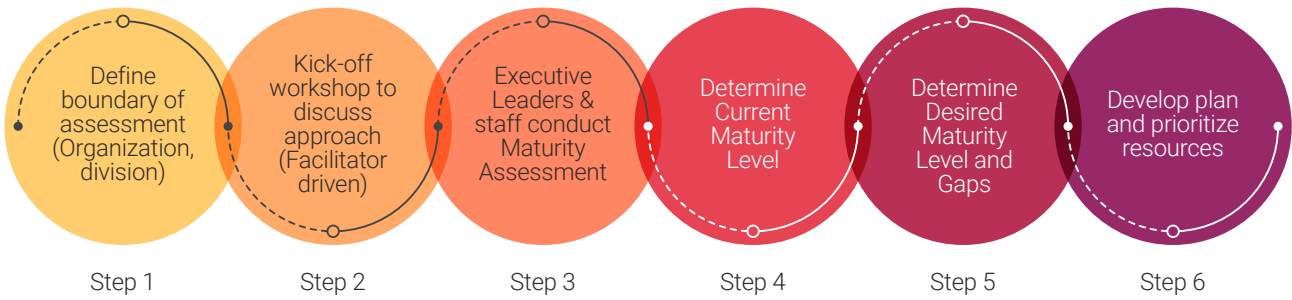 Define
boundary of
assessment
(Organization,
division)
Kick-off
workshop to
discuss
approach
(Facilitator
driven)
Executive
Leaders &
staff conduct
Maturity
Assessment
Determine
Current
Maturity
Level
Determine
Desired
Maturity
Level and
Gaps
Develop plan
and prioritize
resources
Step 1
Step 2
Step 3
Step 4
Step 5
Step 6